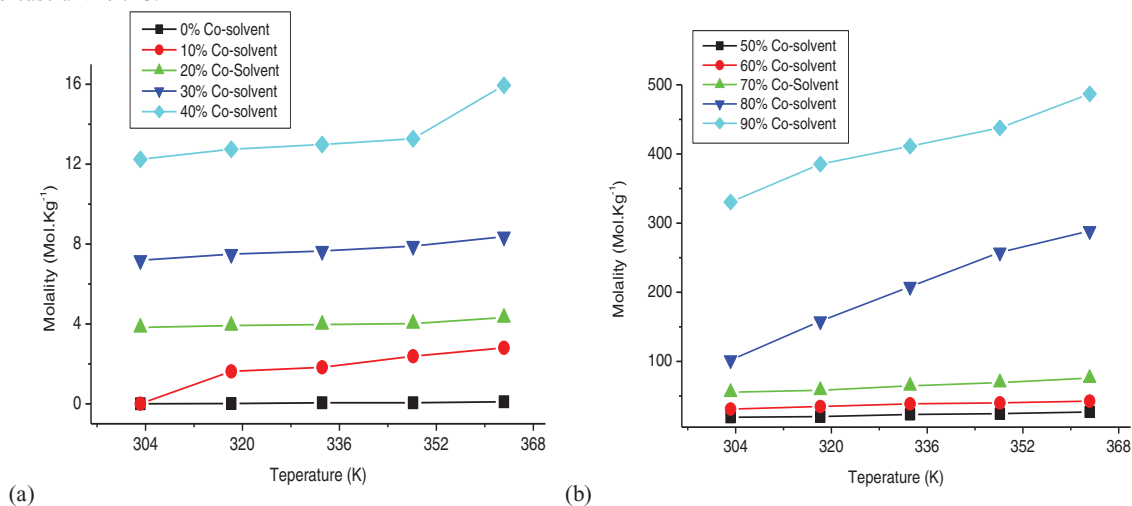 0% Co-solvent
10% Co-solvent
20% Co-Solvent
30% Co-solvent
40% Co-solvent
16
12
8
4
0
Molality (Mol.Kg-1)
304 320 336 352 368
Teperature (K)
(a)
50% Co-solvent
60% Co-solvent
70% Co-Solvent
80% Co-solvent
90% Co-solvent
500
400
300
200
100
Molality (Mol.Kg-1)
304 320 336 352 368
Teperature (K)
(b)